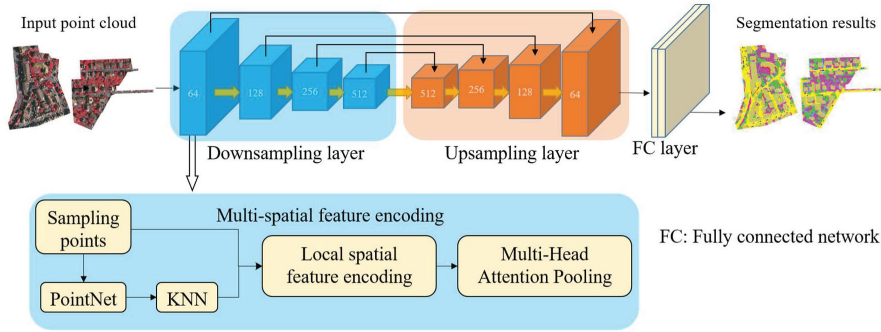 Input point cloud
Segmentation results
64
128
256
512
512
256
128
64
Downsampling layer
Upsampling layer
FC layer
Multi-spatial feature encoding
Sampling
points
PointNet
KNN
Local spatial
feature encoding
Multi-Head
Attention Pooling
FC: Fully connected network